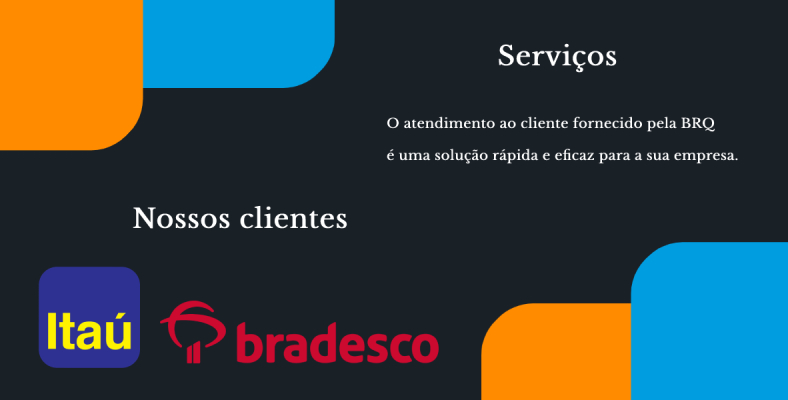 Serviços
O atendimento ao cliente fornecido pela BRQ
é uma solução rápida e eficaz para a sua empresa.
Nossos clientes
Itaú
bradesco